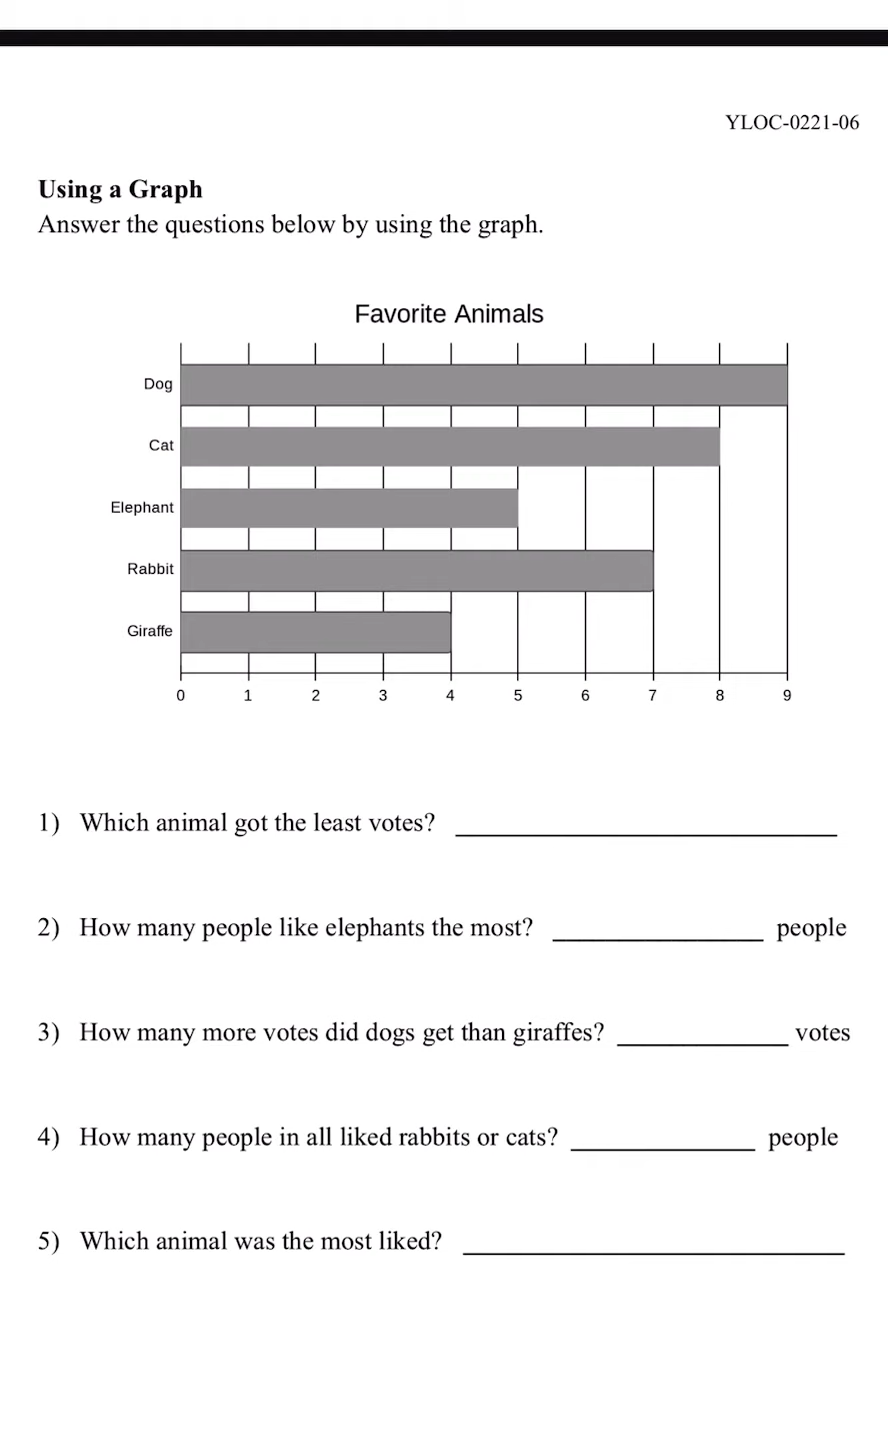 YLOC-0221-06
Using a Graph
Answer the questions below by using the graph.
Favorite Animals
Dog
Cat
Elephant
Rabbit
Giraffe
0 1 2 3 4 5 6 7 8 9
1) Which animal got the least votes? 
2) How many people like elephants the most? people
3) How many more votes did dogs get than giraffes? votes
4) How many people in all liked rabbits or cats? people
5) Which animal was the most liked?